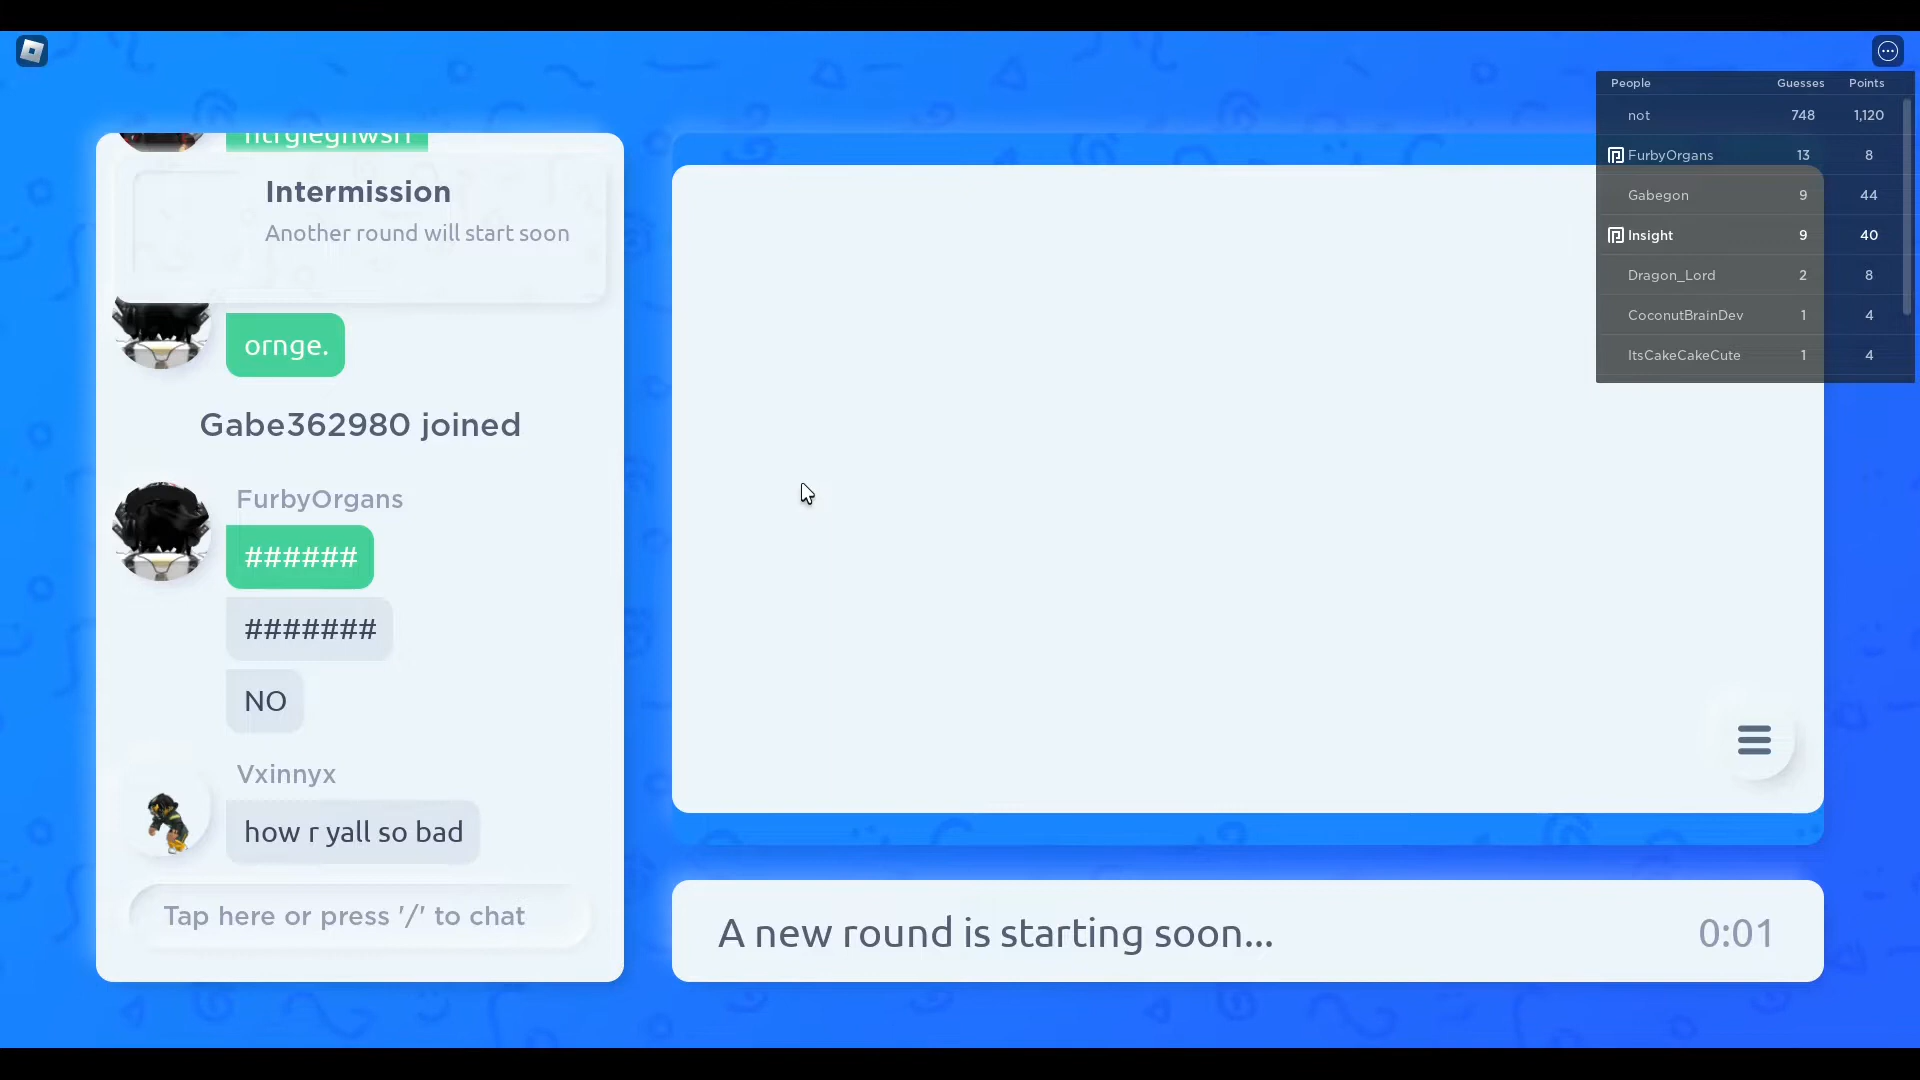 People Guesses Points
not 748 1,120
FurbyOrgans 13 8
Gabegon 9 44
Insight 9 40
Dragon_Lord 2 8
CoconutBrainDev 1 4
ItsCakeCakeCute 1 4
Intermission
Another round will start soon
ornge.
Gabe362980 joined
FurbyOrgans
######
#######
NO
Vxinnyx
how r yall so bad
Tap here or press '/' to chat
A new round is starting soon... 0:01